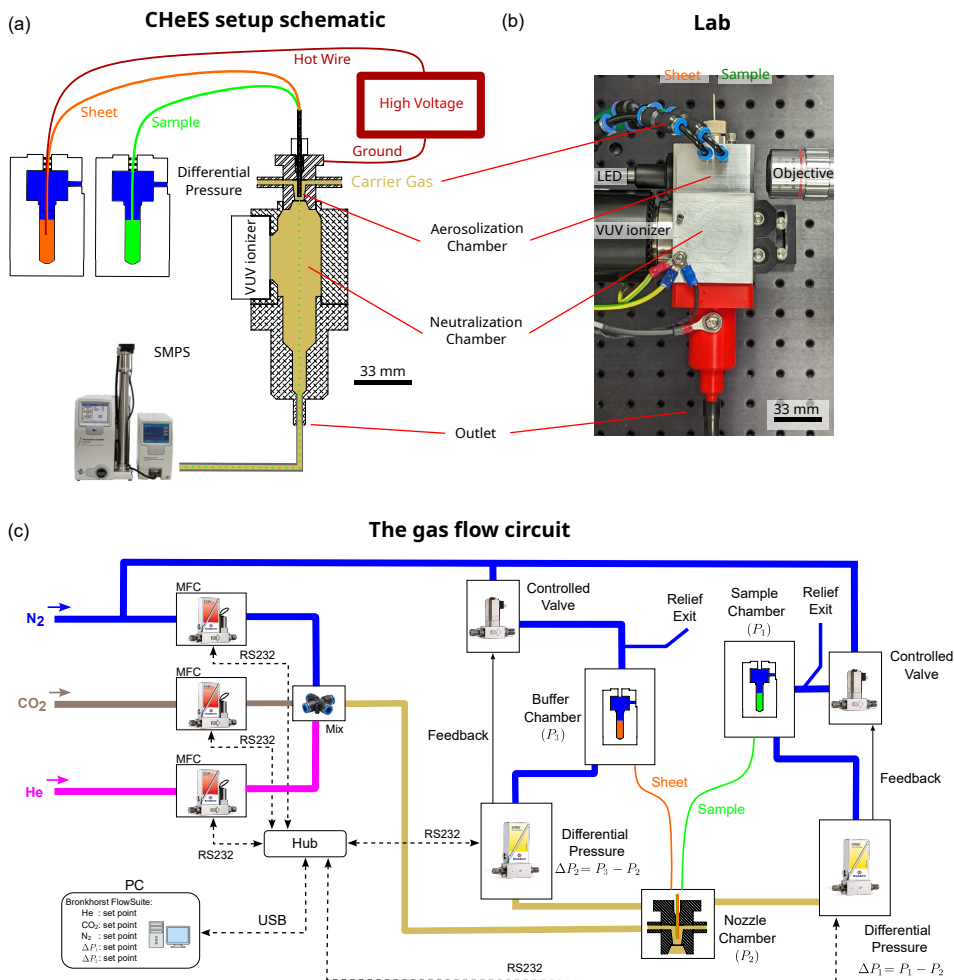 (a)
CHeES setup schematic
Hot Wire
Sheet
Sample
High Voltage
Ground
Differential
Pressure
Carrier Gas
VUV ionizer
Aerosolization
Chamber
Neutralization
Chamber
SMPS
33 mm
Outlet
(b)
Lab
Sheet
Sample
LED
Objective
VUV ionizer
33 mm
(c)
The gas flow circuit
N2
MFC
RS232
CO2
MFC
RS232
Mix
He
MFC
RS232
Hub
RS232
PC
Bronkhorst FlowSuite:
He : set point
CO2: set point
N2 : set point
ΔP1: set point
ΔP1: set point
USB
Controlled
Valve
Relief
Exit
Sample
Chamber
(P1)
Relief
Exit
Controlled
Valve
Buffer
Chamber
(P3)
Feedback
Sheet
Sample
Feedback
Differential
Pressure
ΔP2= P3 − P2
Nozzle
Chamber
(P2)
Differential
Pressure
ΔP1= P1 − P2
RS232